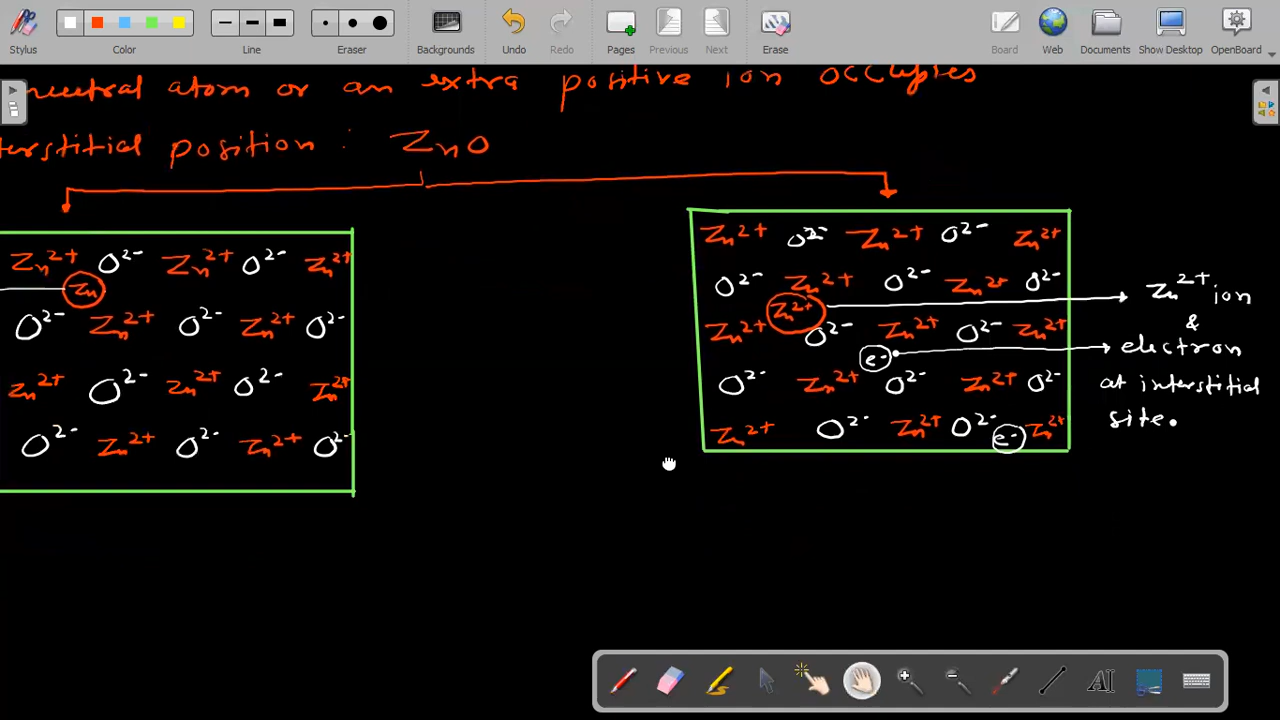 Stylus
Color
Line
Eraser
Backgrounds
Undo
Redo
Pages
Previous
Next
Erase
Board
Web
Documents
Show Desktop
OpenBoard
neutral atom or an extra positive ion occupies
terstitial position : ZnO
Zn²⁺ O²⁻ Zn²⁺ O²⁻ Zn²⁺
Zn
O²⁻ Zn²⁺ O²⁻ Zn²⁺ O²⁻
Zn²⁺ O²⁻ Zn²⁺ O²⁻ Zn²⁺
O²⁻ Zn²⁺ O²⁻ Zn²⁺ O²⁻
Zn²⁺ O²⁻ Zn²⁺ O²⁻ Zn²⁺
O²⁻ Zn²⁺ O²⁻ Zn²⁺ O²⁻
Zn²⁺
Zn²⁺ O²⁻ Zn²⁺ O²⁻ Zn²⁺
e⁻
O²⁻ Zn²⁺ O²⁻ Zn²⁺ O²⁻
Zn²⁺ O²⁻ Zn²⁺ O²⁻ e⁻ Zn²⁺
Zn²⁺ ion
&
electron
at interstitial
site.